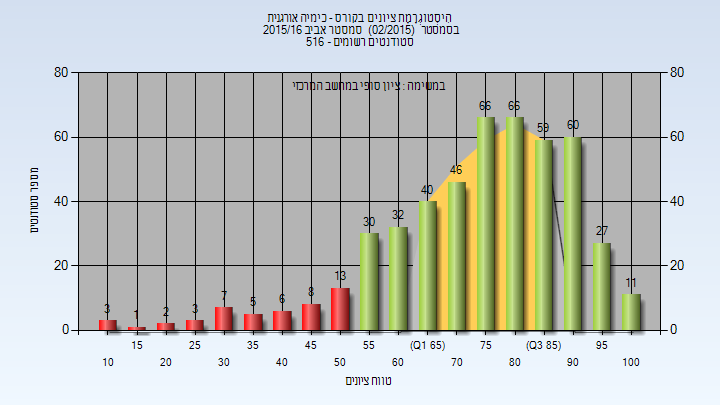 היסטוגרמת ציונים בקורס - כימיה אורגנית
בסמסטר (02/2015) סמסטר אביב 2015/16
סטודנטים רשומים - 516
במשימה : ציון סופי במחשב המרכזי
מספר סטודנטים
80 80
60 60
40 40
20 20
0 0
3 1 2 3 7 5 6 8 13 30 32 40 46 66 66 59 60 27 11
15 25 35 45 55 (Q1 65) 75 (Q3 85) 95
10 20 30 40 50 60 70 80 90 100
טווח ציונים